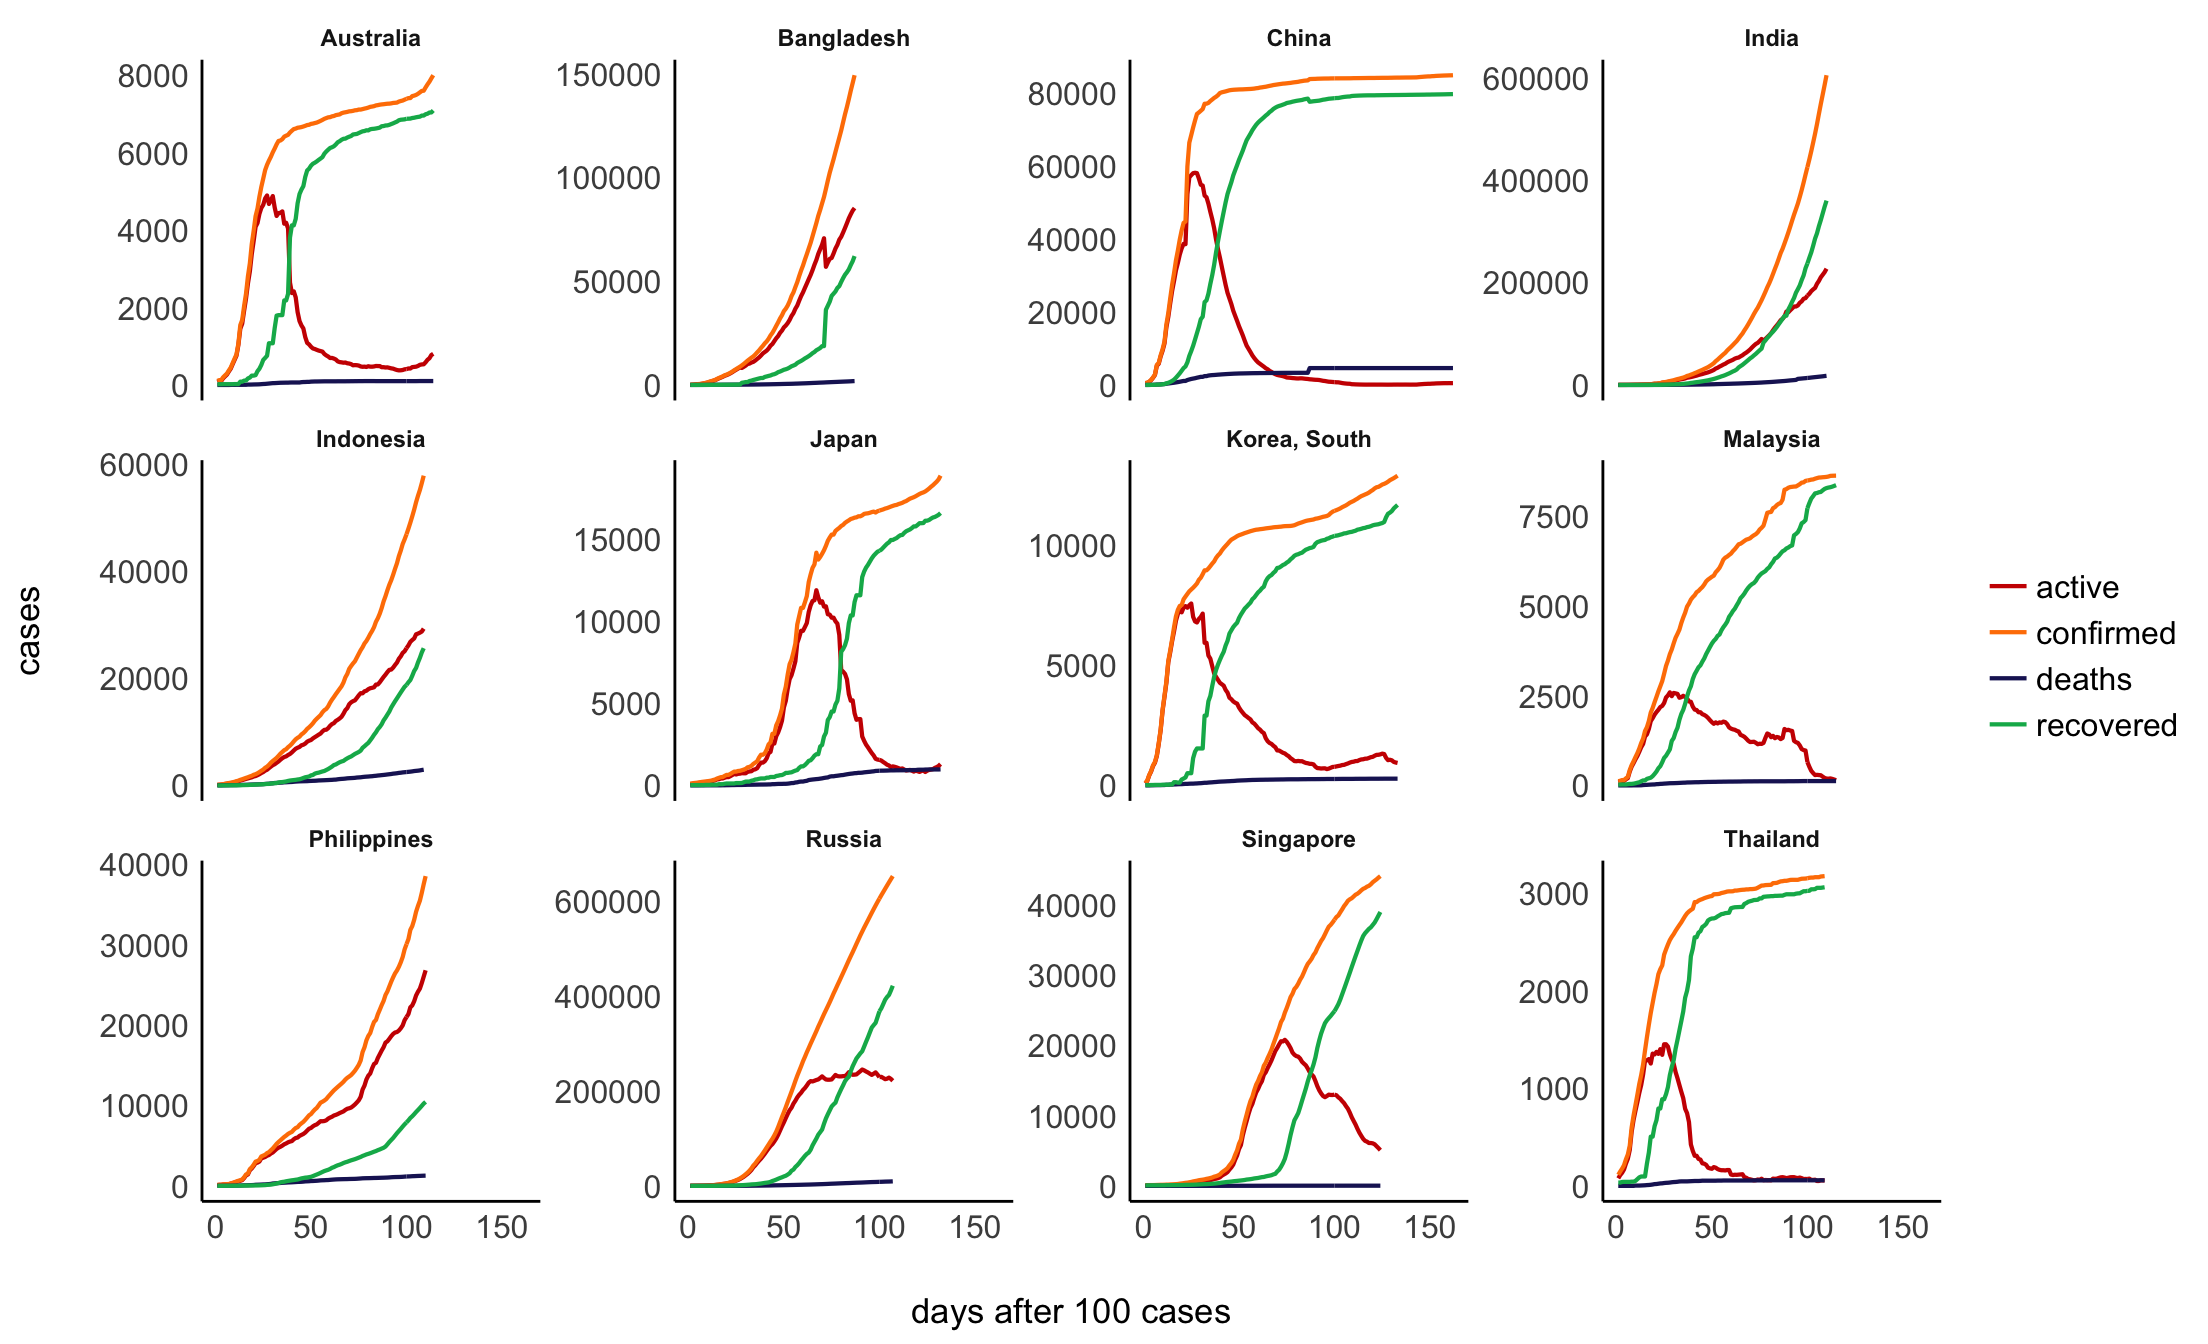 Australia
Bangladesh
China
India
8000
6000
4000
2000
0
150000
100000
50000
0
80000
60000
40000
20000
0
600000
400000
200000
0
Indonesia
Japan
Korea, South
Malaysia
60000
40000
20000
0
15000
10000
5000
0
10000
5000
0
7500
5000
2500
0
Philippines
Russia
Singapore
Thailand
40000
30000
20000
10000
0
600000
400000
200000
0
40000
30000
20000
10000
0
3000
2000
1000
0
0 50 100 150
0 50 100 150
0 50 100 150
0 50 100 150
days after 100 cases
cases
active
confirmed
deaths
recovered